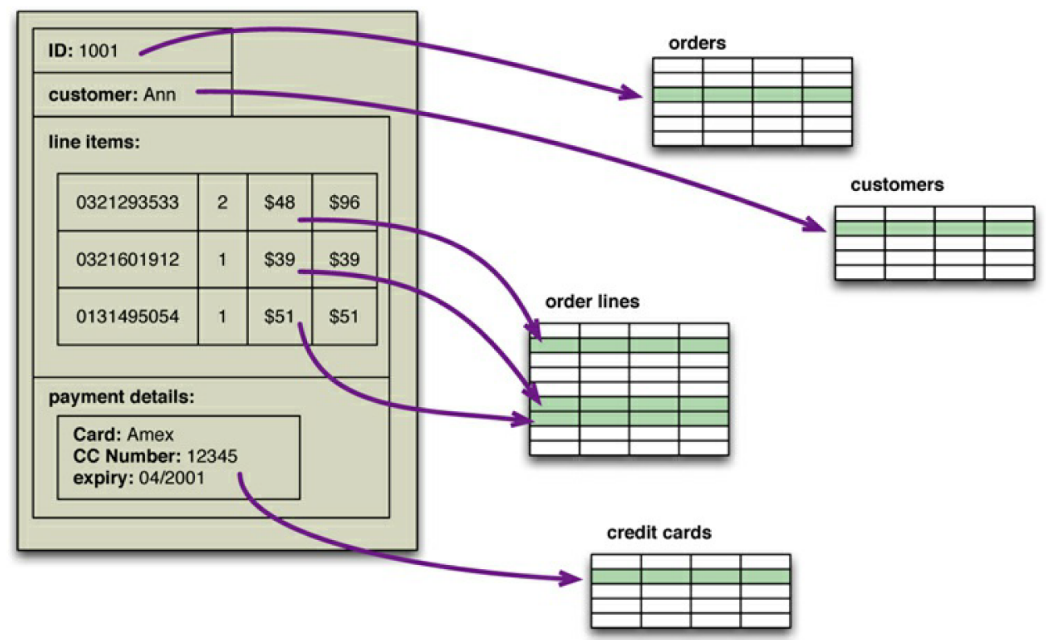 ID: 1001
customer: Ann
line items:
0321293533 2 $48 $96
0321601912 1 $39 $39
0131495054 1 $51 $51
payment details:
Card: Amex
CC Number: 12345
expiry: 04/2001
orders
customers
order lines
credit cards